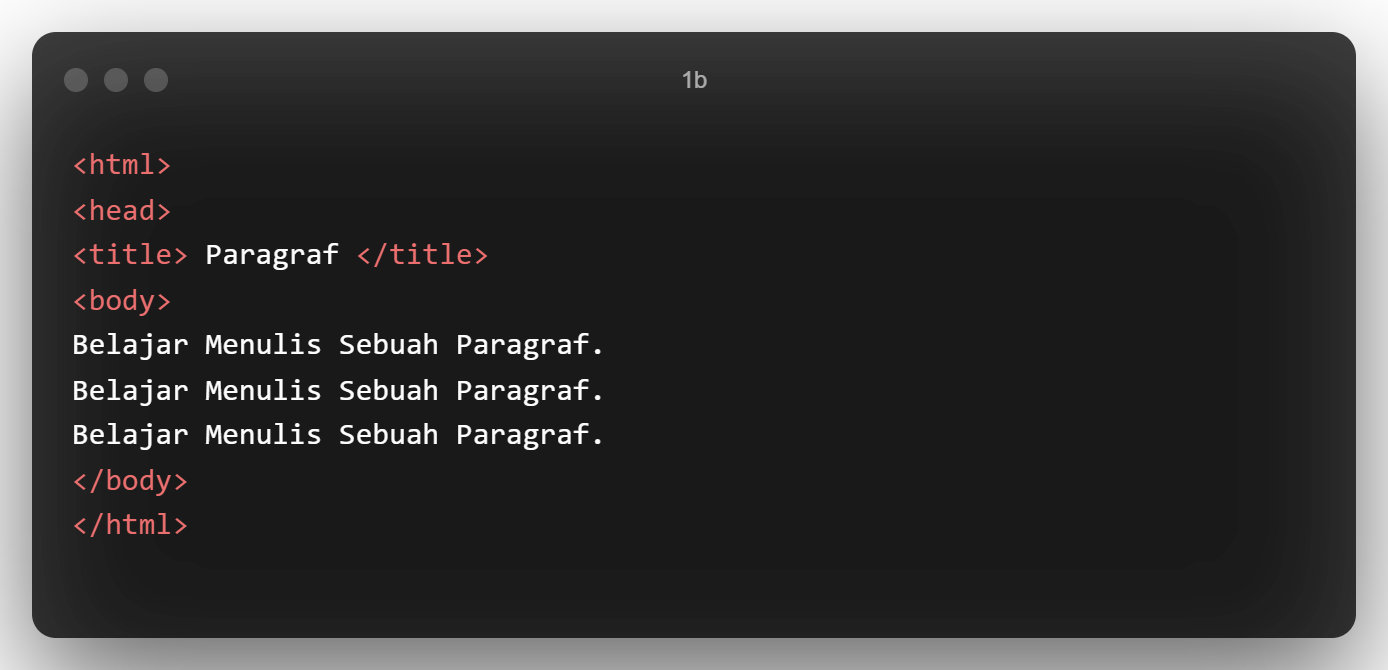 1b
<html>
<head>
<title> Paragraf </title>
<body>
Belajar Menulis Sebuah Paragraf.
Belajar Menulis Sebuah Paragraf.
Belajar Menulis Sebuah Paragraf.
</body>
</html>